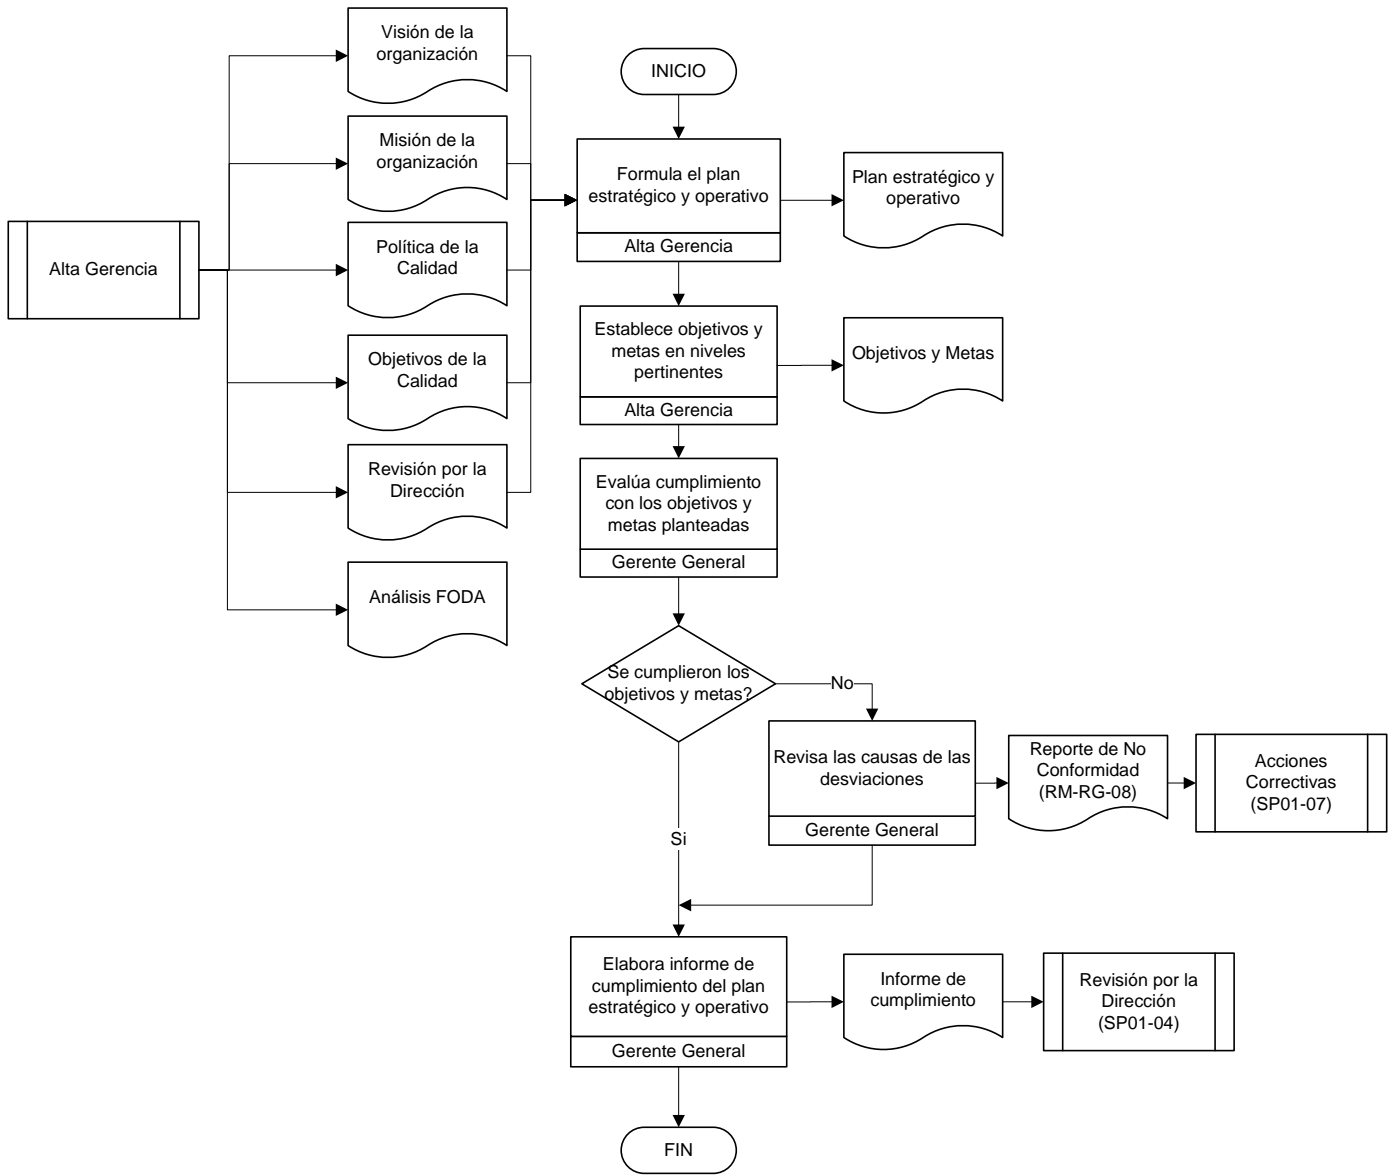 Visión de la
organización
INICIO
Misión de la
organización
Formula el plan
estratégico y operativo
Alta Gerencia
Plan estratégico y
operativo
Alta Gerencia
Política de la
Calidad
Establece objetivos y
metas en niveles
pertinentes
Alta Gerencia
Objetivos y Metas
Objetivos de la
Calidad
Revisión por la
Dirección
Evalúa cumplimiento
con los objetivos y
metas planteadas
Gerente General
Análisis FODA
Se cumplieron los
objetivos y metas?
No
Revisa las causas de las
desviaciones
Gerente General
Reporte de No
Conformidad
(RM-RG-08)
Acciones
Correctivas
(SP01-07)
Si
Elabora informe de
cumplimiento del plan
estratégico y operativo
Gerente General
Informe de
cumplimiento
Revisión por la
Dirección
(SP01-04)
FIN